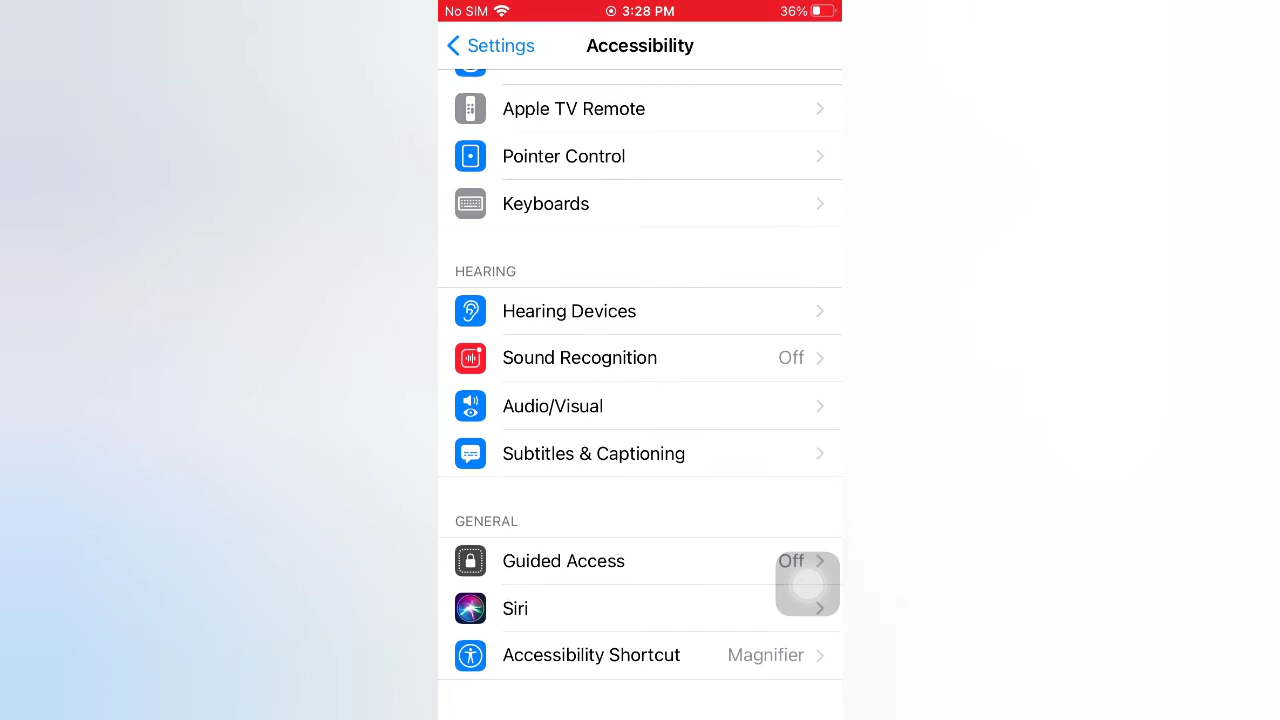 No SIM 3:28 PM 36%
Settings Accessibility
Apple TV Remote
Pointer Control
Keyboards
HEARING
Hearing Devices
Sound Recognition Off
Audio/Visual
Subtitles & Captioning
GENERAL
Guided Access Off
Siri
Accessibility Shortcut Magnifier